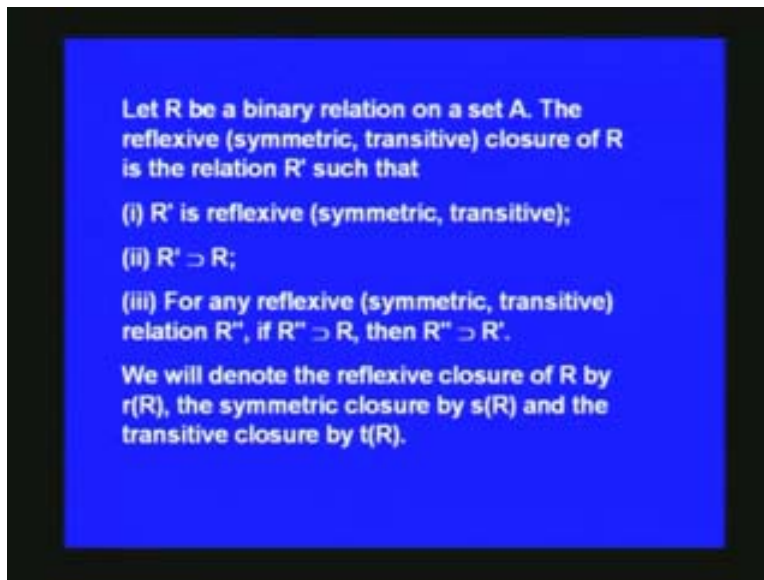 Let R be a binary relation on a set A. The
reflexive (symmetric, transitive) closure of R
is the relation R' such that
(i) R' is reflexive (symmetric, transitive);
(ii) R' ⊃ R;
(iii) For any reflexive (symmetric, transitive)
relation R", if R" ⊃ R, then R" ⊃ R'.
We will denote the reflexive closure of R by
r(R), the symmetric closure by s(R) and the
transitive closure by t(R).